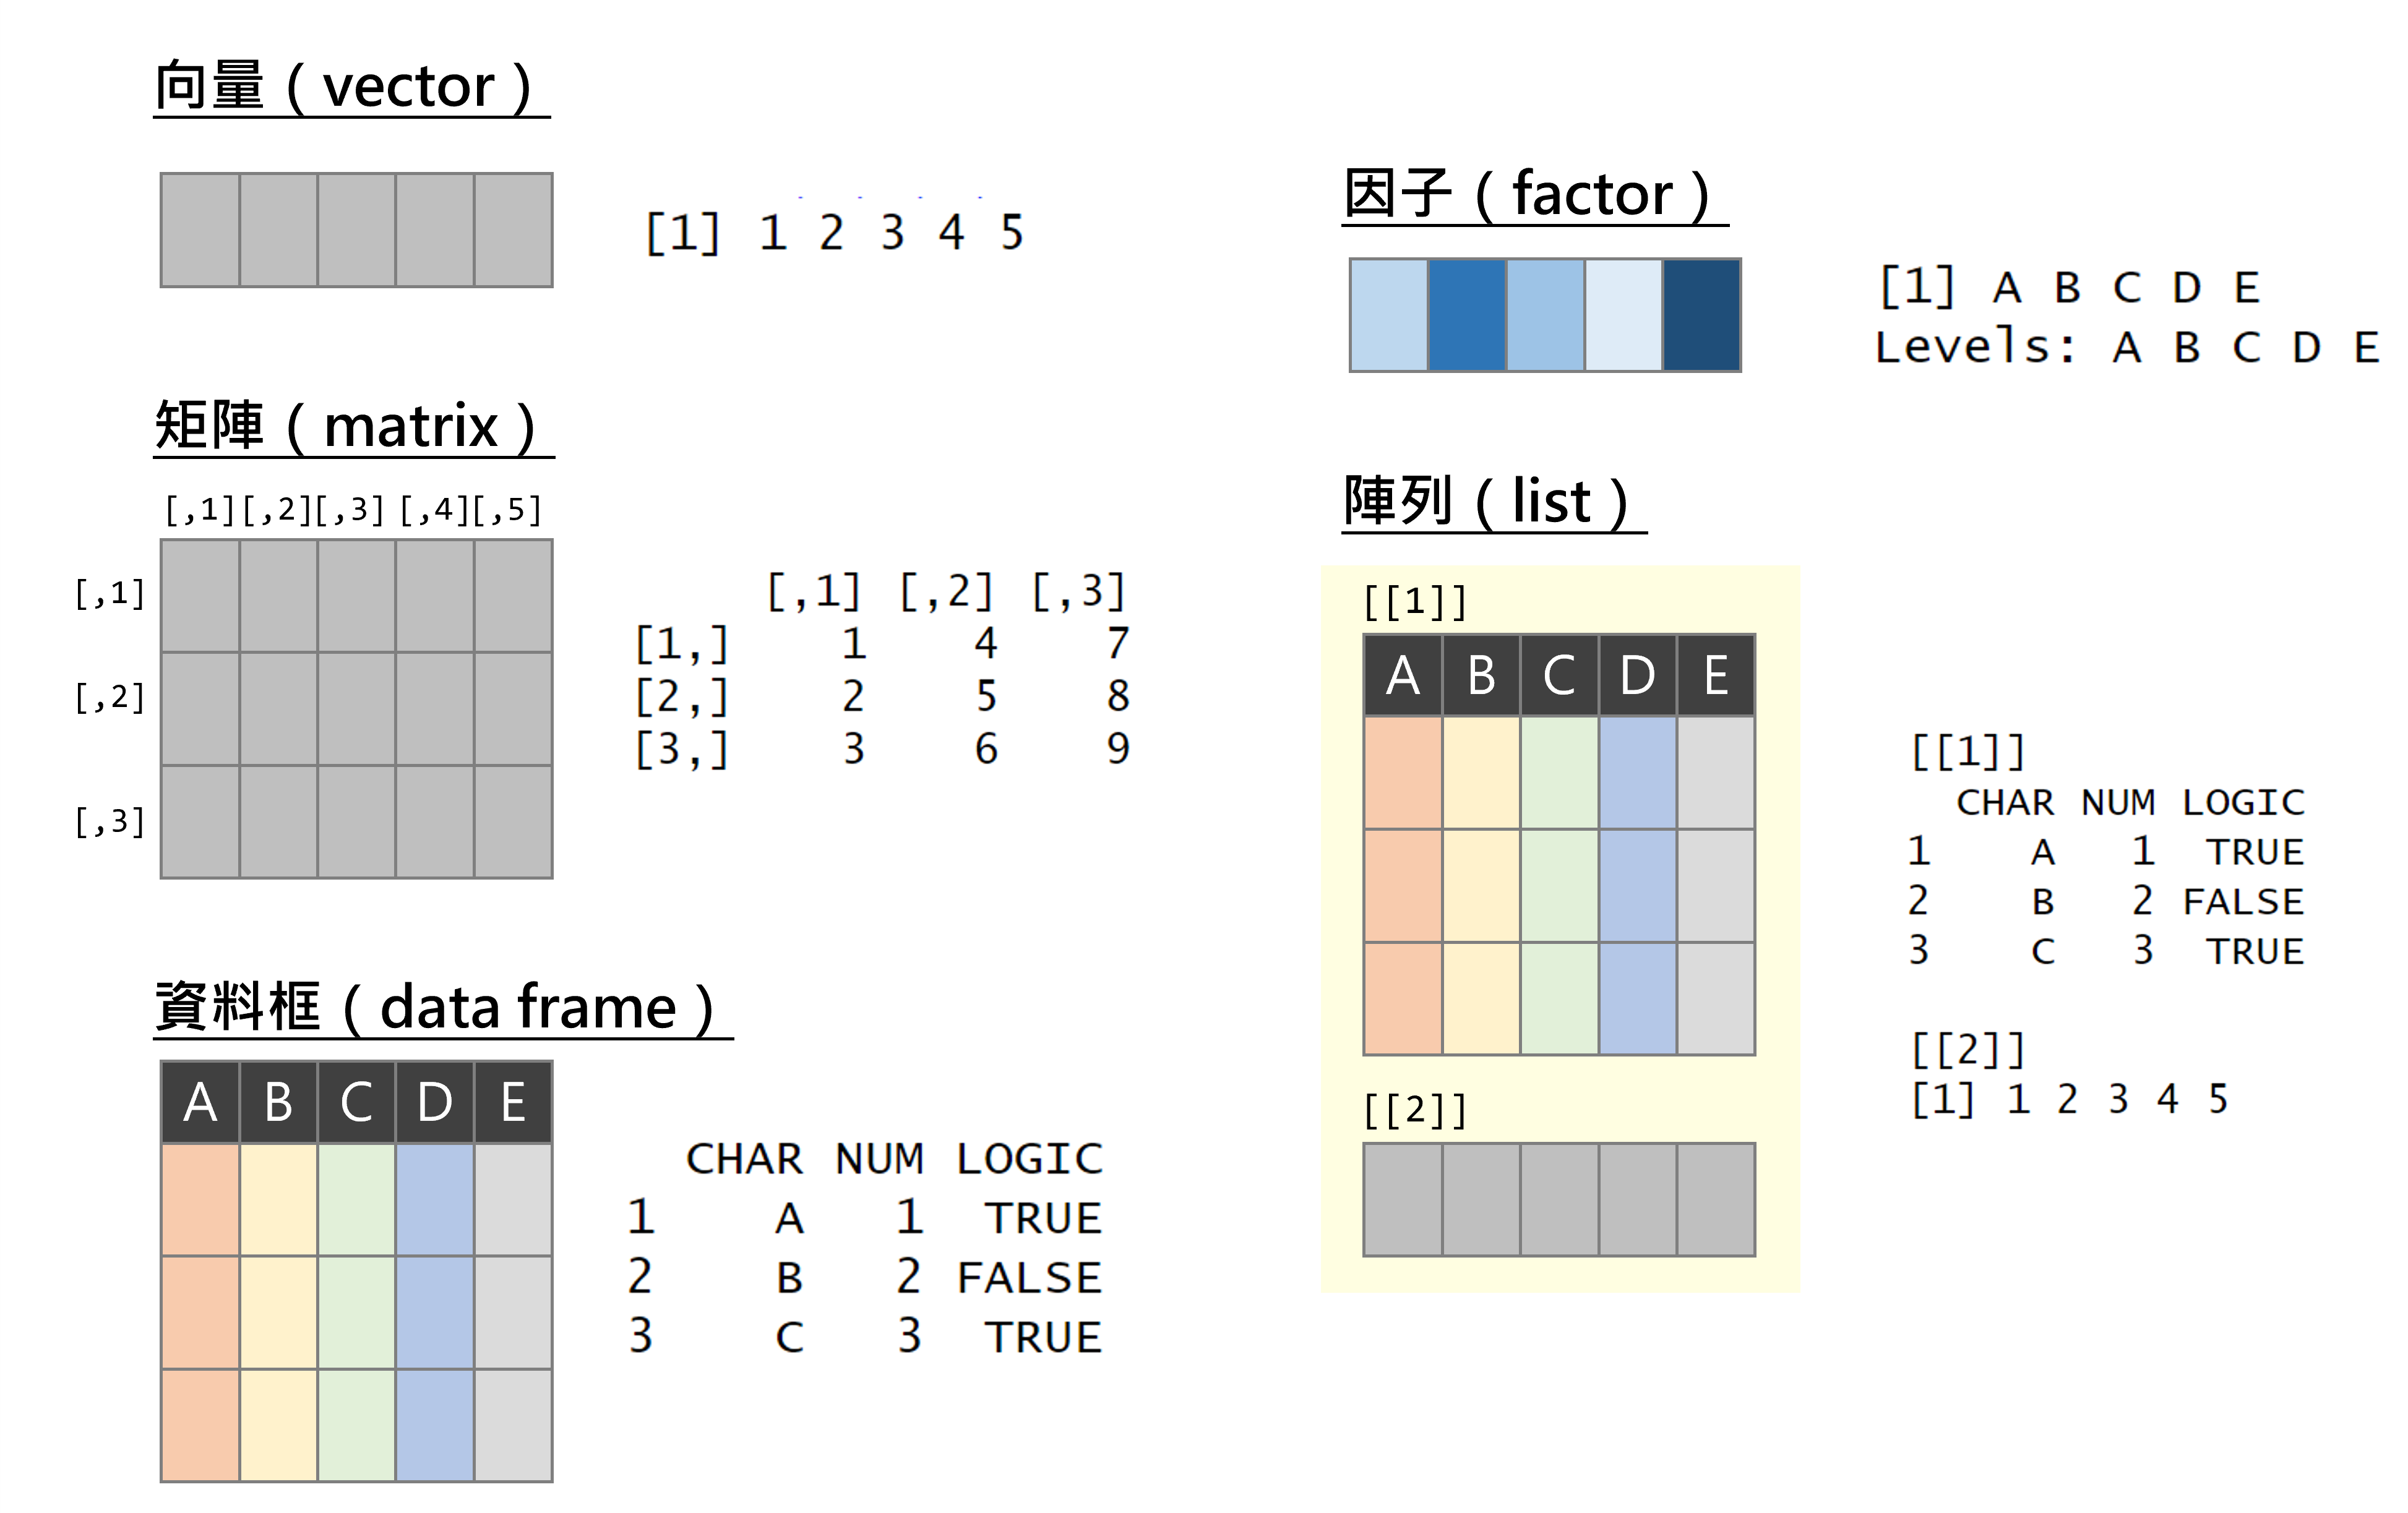 向量（vector）
[1] 1 2 3 4 5
矩陣（matrix）
[,1] [,2] [,3] [,4] [,5]
[,1]
[,2]
[,3]
[,1] [,2] [,3]
[1,] 1 4 7
[2,] 2 5 8
[3,] 3 6 9
資料框（data frame）
A B C D E
CHAR NUM LOGIC
1 A 1 TRUE
2 B 2 FALSE
3 C 3 TRUE
因子（factor）
[1] A B C D E
Levels: A B C D E
陣列（list）
[[1]]
A B C D E
[[2]]
[[1]]
CHAR NUM LOGIC
1 A 1 TRUE
2 B 2 FALSE
3 C 3 TRUE
[[2]]
[1] 1 2 3 4 5